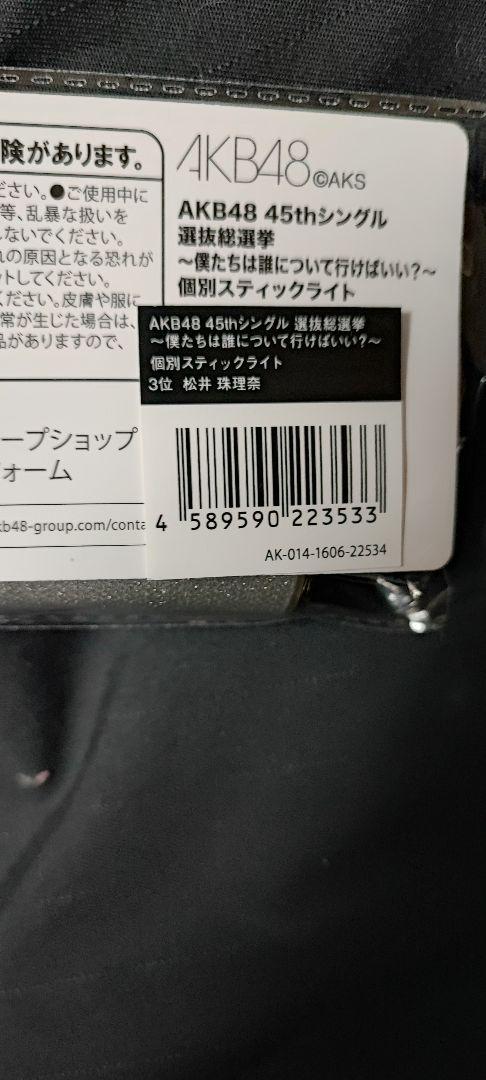 険があります。
ださい。●ご使用中に
等、乱暴な扱いを
しないでください。
れの原因となる恐れが
ットしてください。
ください。皮膚や服に
常が生じた場合は、
品がありますので、
ープショップ
フォーム
kb48-group.com/conta
AKB48©AKS
AKB48 45thシングル
選抜総選挙
~僕たちは誰について行けばいい?~
個別スティックライト
AKB48 45thシングル 選抜総選挙
~僕たちは誰について行けばいい?~
個別スティックライト
3位 松井 珠理奈
4 589590 223533
AK-014-1606-22534